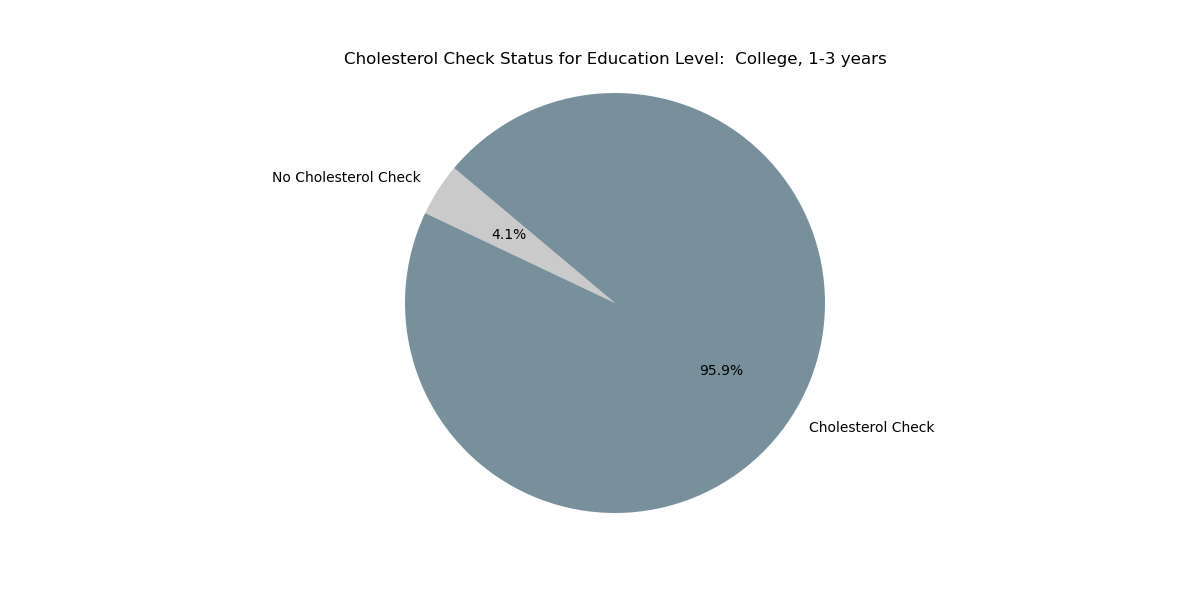 Cholesterol Check Status for Education Level:  College, 1-3 years
No Cholesterol Check
4.1%
95.9%
Cholesterol Check